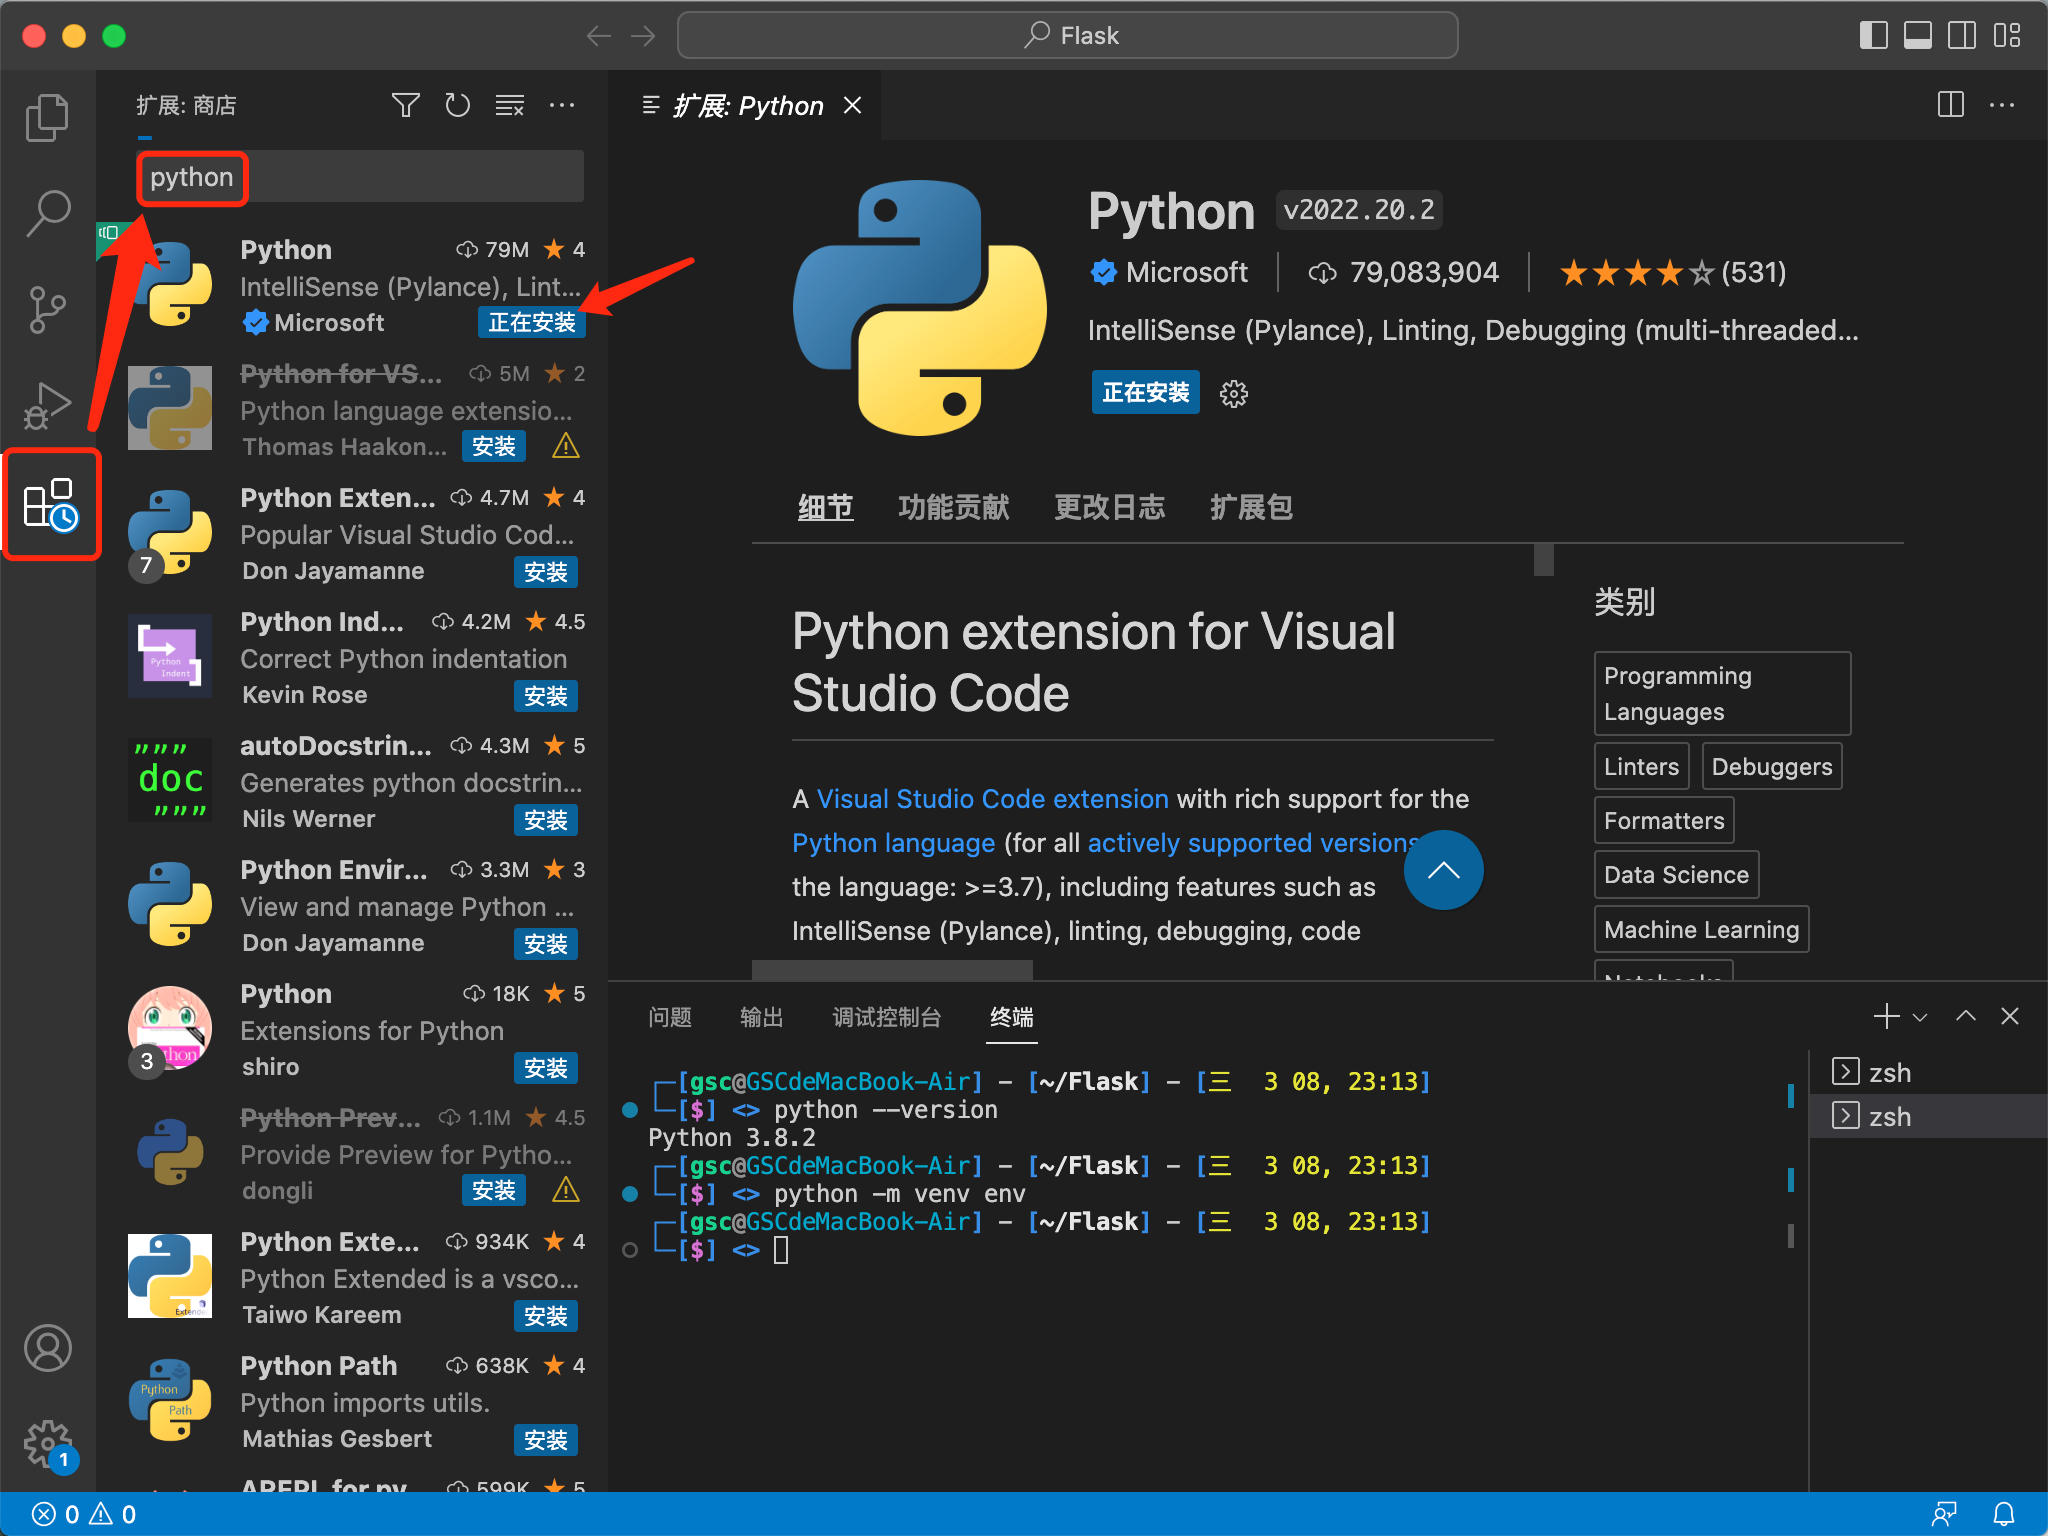 Flask
扩展: 商店
python
Python 79M 4
IntelliSense (Pylance), Lint...
Microsoft 正在安装
Python for VS... 5M 2
Python language extensio...
Thomas Haakon... 安装
Python Exten... 4.7M 4
Popular Visual Studio Cod...
7 Don Jayamanne 安装
Python Ind... 4.2M 4.5
Correct Python indentation
Kevin Rose 安装
Python
Indent
autoDocstrin... 4.3M 5
Generates python docstrin...
Nils Werner 安装
"""
doc
"""
Python Envir... 3.3M 3
View and manage Python ...
Don Jayamanne 安装
Python 18K 5
Extensions for Python
3 shiro 安装
Python Prev... 1.1M 4.5
Provide Preview for Pytho...
dongli 安装
Python Exte... 934K 4
Python Extended is a vsco...
Taiwo Kareem 安装
Python Path 638K 4
Python imports utils.
Mathias Gesbert 安装
Python
Path
AREPL for py 599K 5
1
扩展: Python
Python v2022.20.2
Microsoft 79,083,904 (531)
IntelliSense (Pylance), Linting, Debugging (multi-threaded...
正在安装
细节 功能贡献 更改日志 扩展包
Python extension for Visual
Studio Code
A Visual Studio Code extension with rich support for the
Python language (for all actively supported versions
the language: >=3.7), including features such as
IntelliSense (Pylance), linting, debugging, code
类别
Programming
Languages
Linters Debuggers
Formatters
Data Science
Machine Learning
Notebooks
问题 输出 调试控制台 终端
[gsc@GSCdeMacBook-Air] - [~/Flask] - [三 3 08, 23:13]
[$] <> python --version
Python 3.8.2
[gsc@GSCdeMacBook-Air] - [~/Flask] - [三 3 08, 23:13]
[$] <> python -m venv env
[gsc@GSCdeMacBook-Air] - [~/Flask] - [三 3 08, 23:13]
[$] <>
zsh
zsh
0 0